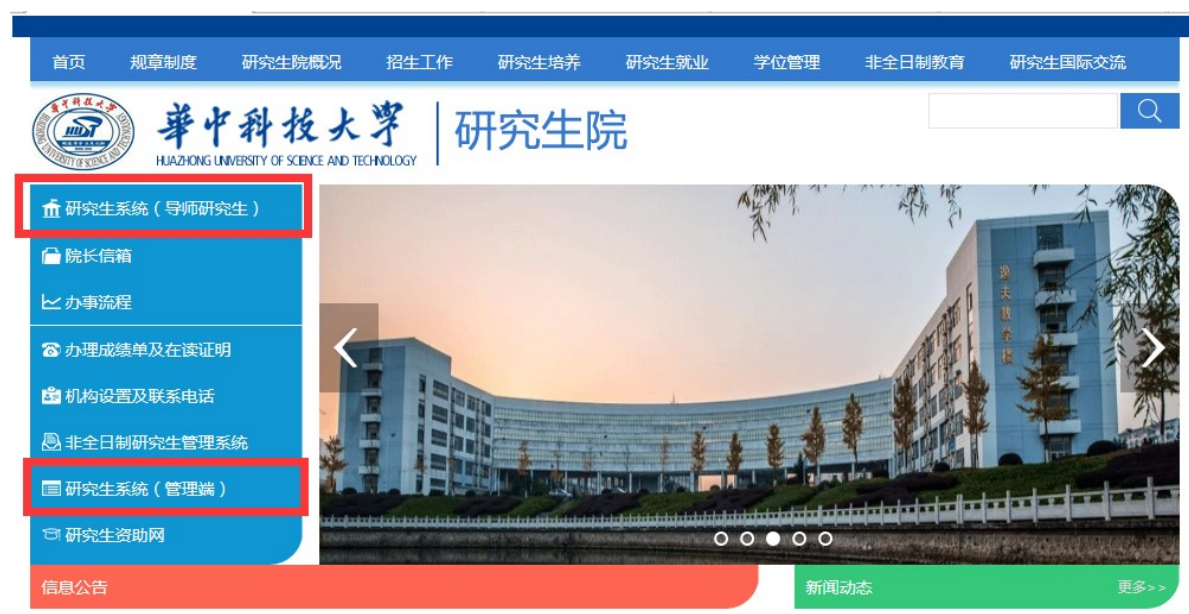 首页 规章制度 研究生院概况 招生工作 研究生培养 研究生就业 学位管理 非全日制教育 研究生国际交流
華中科技大学 研究生院
HUAZHONG UNIVERSITY OF SCIENCE AND TECHNOLOGY
研究生系统（导师研究生）
院长信箱
办事流程
办理成绩单及在读证明
机构设置及联系电话
非全日制研究生管理系统
研究生系统（管理端）
研究生资助网
逸夫教学楼
信息公告
新闻动态 更多>>